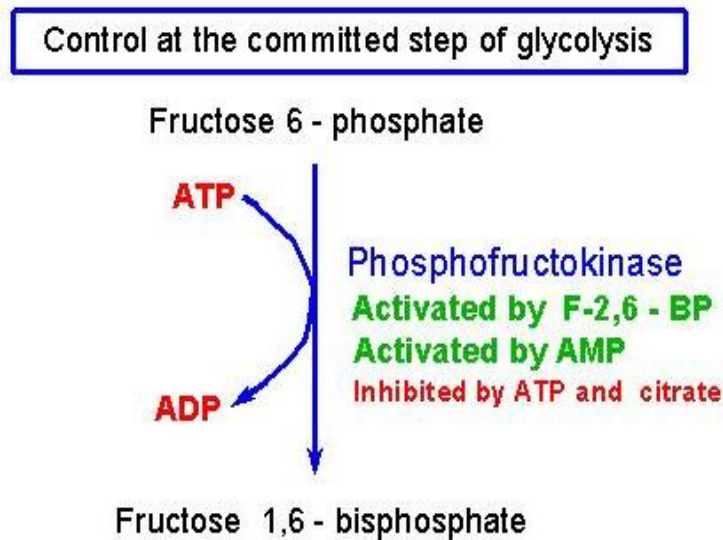 Control at the committed step of glycolysis
Fructose 6 - phosphate
ATP
Phosphofructokinase
Activated by F-2,6 - BP
Activated by AMP
Inhibited by ATP and citrate
ADP
Fructose 1,6 - bisphosphate